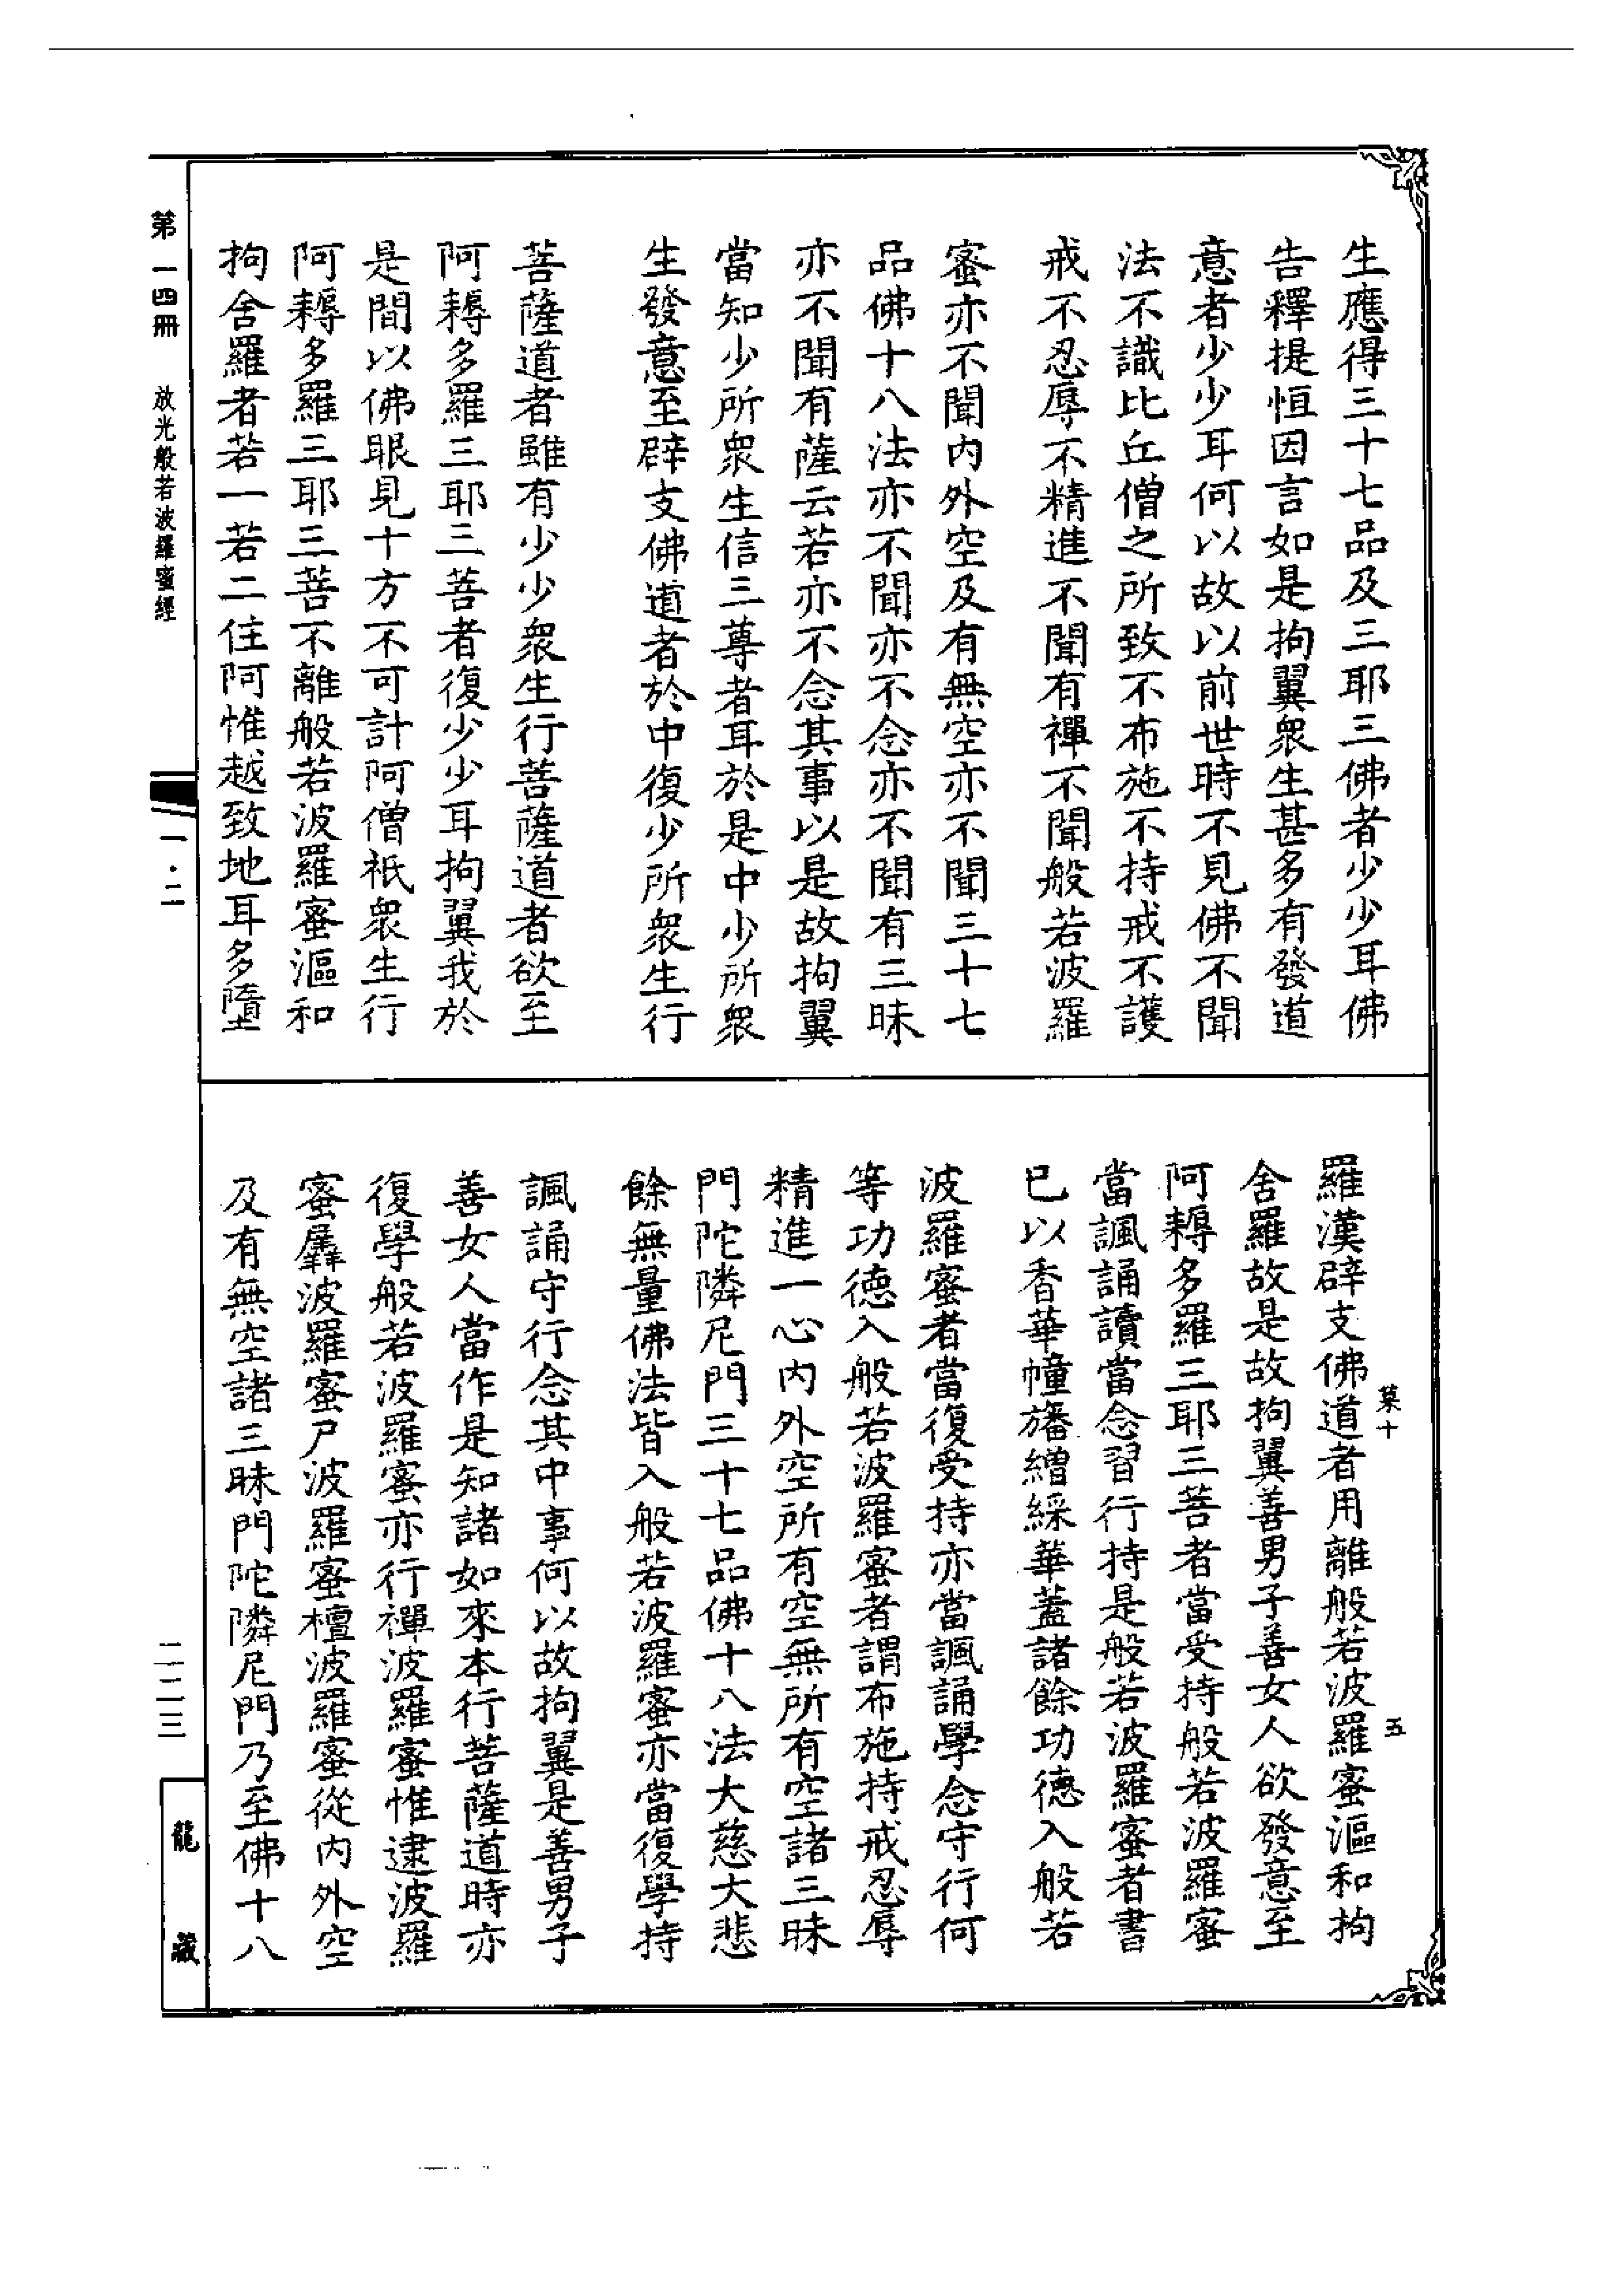 生應得三十七品及三耶三佛者少少耳佛
告釋提恒因言如是拘翼衆生甚多有發道
意者少少耳何以故以前世時不見佛不聞
法不識比丘僧之所致不布施不持戒不護
戒不忍辱不精進不聞有禪不聞般若波羅
蜜亦不聞內外空及有無空亦不聞三十七
品佛十八法亦不聞亦不念亦不聞有三昧
亦不聞有薩云若亦不念其事以是故拘翼
當知少所衆生信三尊者耳於是中少所衆
生發意至辟支佛道者於中復少所衆生行
菩薩道者雖有少少衆生行菩薩道者欲至
阿耨多羅三耶三菩者復少少耳拘翼我於
是間以佛眼見十方不可計阿僧祇衆生行
阿耨多羅三耶三菩不離般若波羅蜜漚和
拘舍羅者若一若二住阿惟越致地耳多墮
羅漢辟支佛道者用離般若波羅蜜漚和拘
舍羅故是故拘翼善男子善女人欲發意至
阿耨多羅三耶三菩者當受持般若波羅蜜
當諷誦讀當念習行持是般若波羅蜜者書
已以香華幢旛繒綵華蓋諸餘功德入般若
波羅蜜者當復受持亦當諷誦學念守行何
等功德入般若波羅蜜者謂布施持戒忍辱
精進一心內外空所有空無所有空諸三昧
門陀隣尼門三十七品佛十八法大慈大悲
餘無量佛法皆入般若波羅蜜亦當復學持
諷誦守行念其中事何以故拘翼是善男子
善女人當作是知諸如來本行菩薩道時亦
復學般若波羅蜜亦行禪波羅蜜惟逮波羅
蜜羼波羅蜜尸波羅蜜檀波羅蜜從內外空
及有無空諸三昧門陀隣尼門乃至佛十八
菜十
五
第一四冊
放光般若波羅蜜經
一・二
二二三
龍藏